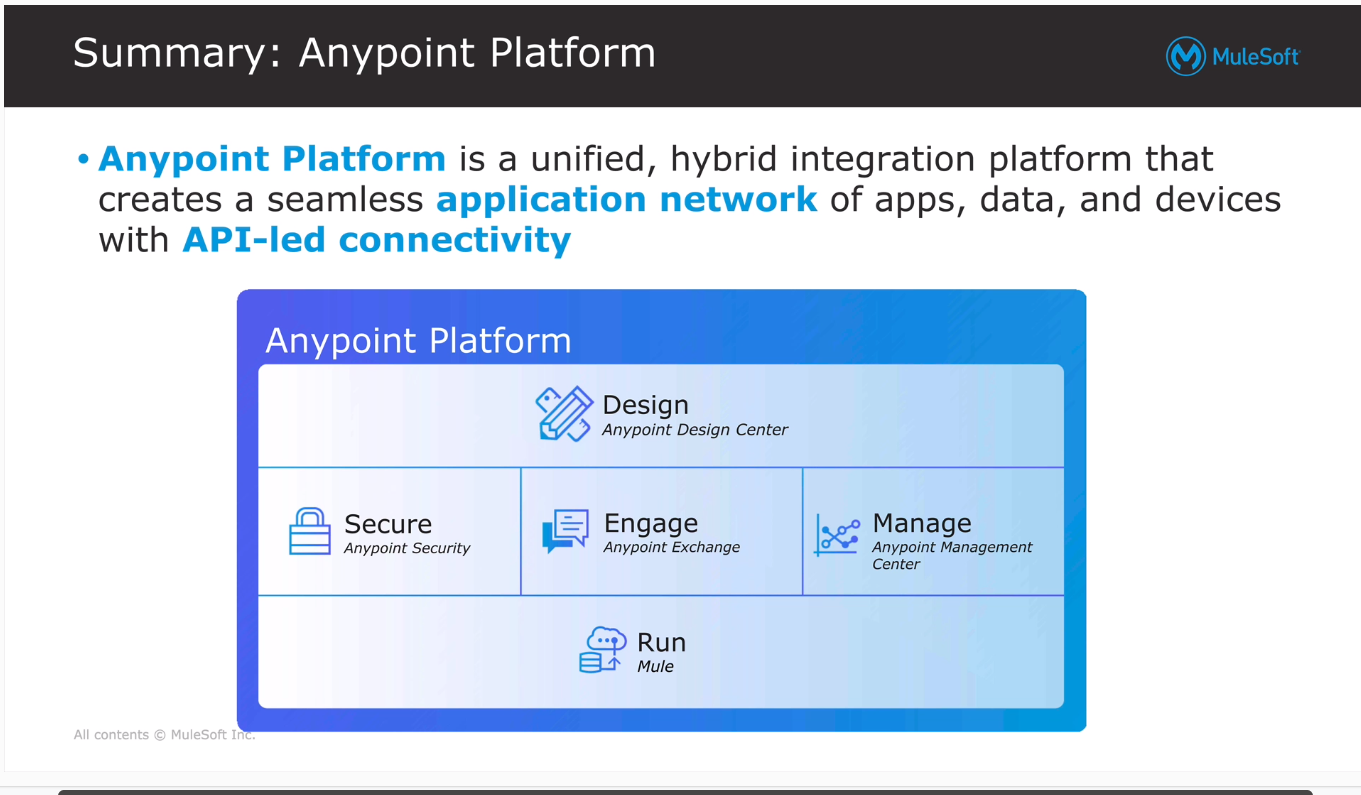 Summary: Anypoint Platform
MuleSoft
• Anypoint Platform is a unified, hybrid integration platform that
creates a seamless application network of apps, data, and devices
with API-led connectivity
Anypoint Platform
Design
Anypoint Design Center
Secure
Anypoint Security
Engage
Anypoint Exchange
Manage
Anypoint Management
Center
Run
Mule
All contents © MuleSoft Inc.